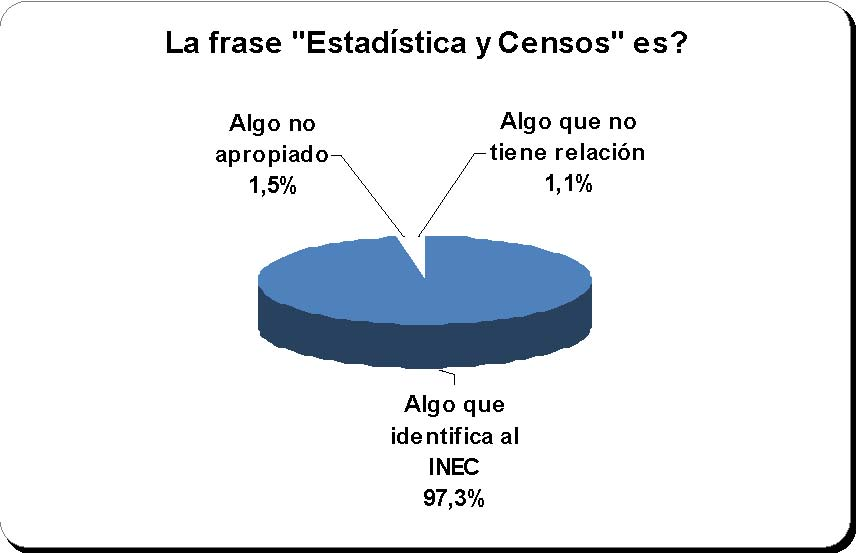 La frase "Estadística y Censos" es?
Algo no
apropiado
1,5%
Algo que no
tiene relación
1,1%
Algo que
identifica al
INEC
97,3%